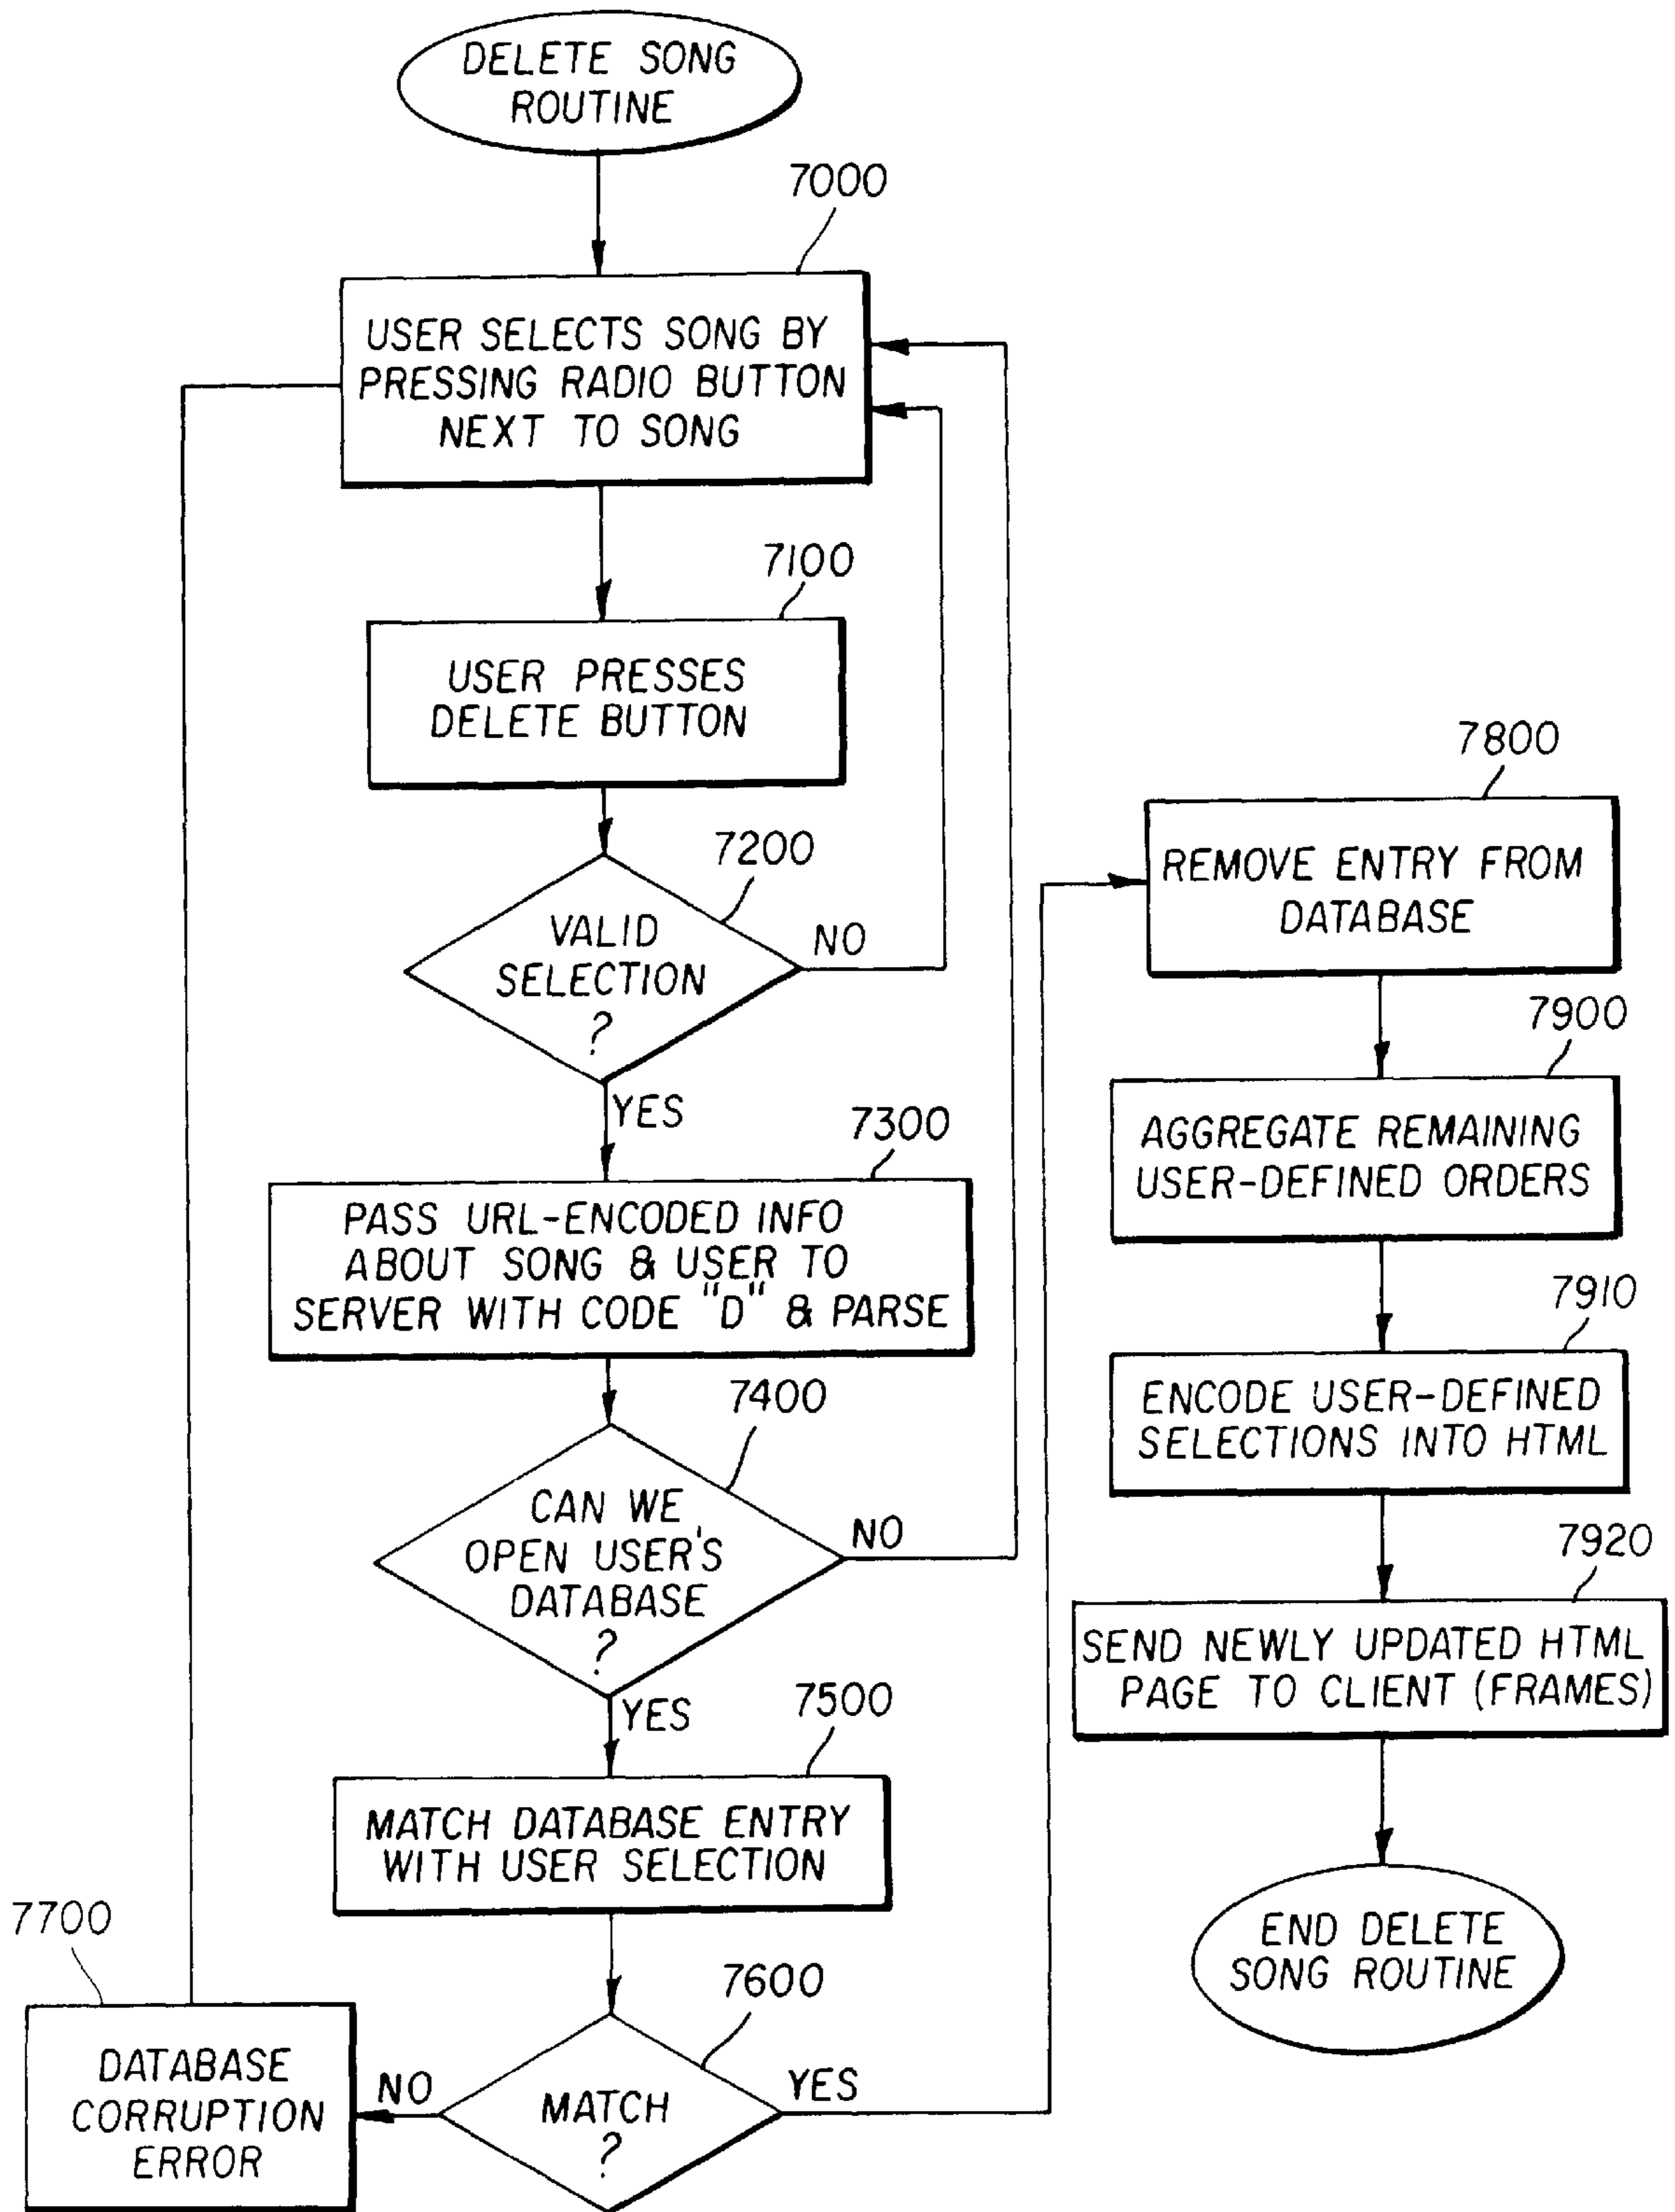 DELETE SONG
ROUTINE
7000
USER SELECTS SONG BY
PRESSING RADIO BUTTON
NEXT TO SONG
7100
USER PRESSES
DELETE BUTTON
7200
VALID
SELECTION
?
NO
YES
7300
PASS URL-ENCODED INFO
ABOUT SONG & USER TO
SERVER WITH CODE "D" & PARSE
7400
CAN WE
OPEN USER'S
DATABASE
?
NO
YES
7500
MATCH DATABASE ENTRY
WITH USER SELECTION
7600
MATCH
?
NO
YES
7700
DATABASE
CORRUPTION
ERROR
7800
REMOVE ENTRY FROM
DATABASE
7900
AGGREGATE REMAINING
USER-DEFINED ORDERS
7910
ENCODE USER-DEFINED
SELECTIONS INTO HTML
7920
SEND NEWLY UPDATED HTML
PAGE TO CLIENT (FRAMES)
END DELETE
SONG ROUTINE